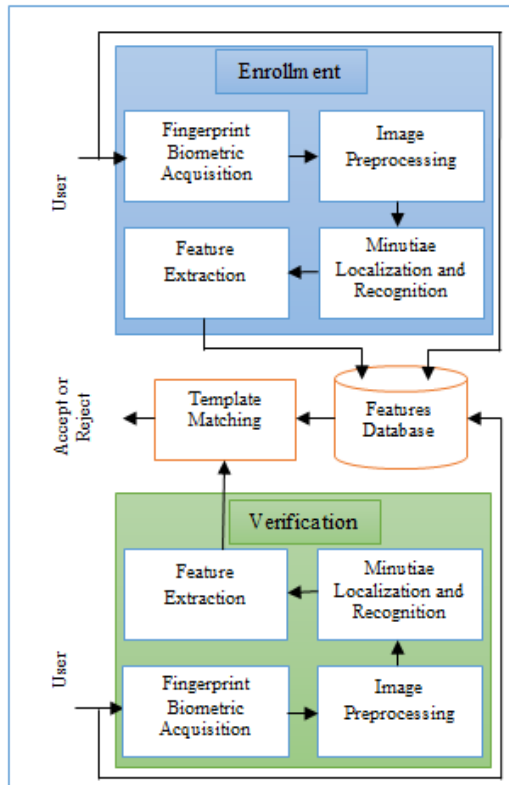 Enrollment
User
Fingerprint
Biometric
Acquisition
Image
Preprocessing
Feature
Extraction
Minutiae
Localization and
Recognition
Accept or
Reject
Template
Matching
Features
Database
Verification
Feature
Extraction
Minutiae
Localization and
Recognition
User
Fingerprint
Biometric
Acquisition
Image
Preprocessing